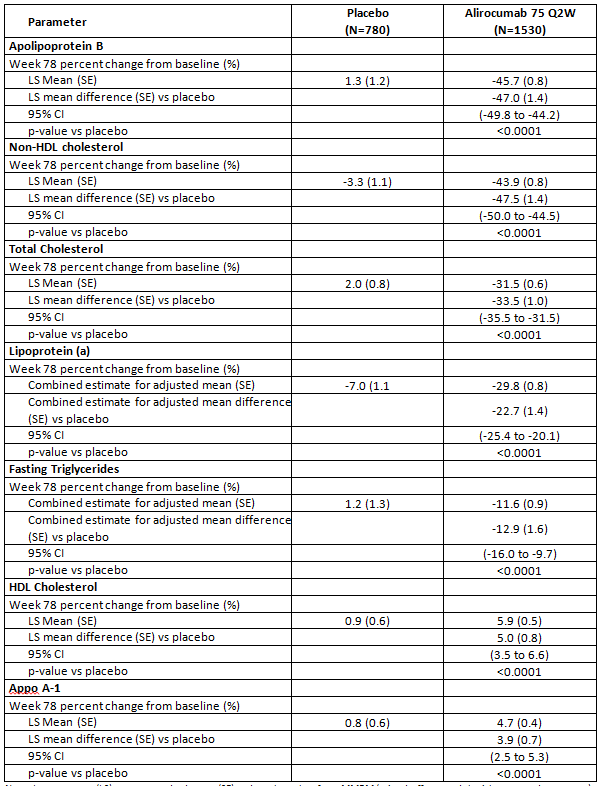 Parameter Placebo (N=780) Alirocumab 75 Q2W (N=1530)
Apolipoprotein B
Week 78 percent change from baseline (%)
LS Mean (SE) 1.3 (1.2) -45.7 (0.8)
LS mean difference (SE) vs placebo -47.0 (1.4)
95% CI (-49.8 to -44.2)
p-value vs placebo <0.0001
Non-HDL cholesterol
Week 78 percent change from baseline (%)
LS Mean (SE) -3.3 (1.1) -43.9 (0.8)
LS mean difference (SE) vs placebo -47.5 (1.4)
95% CI (-50.0 to -44.5)
p-value vs placebo <0.0001
Total Cholesterol
Week 78 percent change from baseline (%)
LS Mean (SE) 2.0 (0.8) -31.5 (0.6)
LS mean difference (SE) vs placebo -33.5 (1.0)
95% CI (-35.5 to -31.5)
p-value vs placebo <0.0001
Lipoprotein (a)
Week 78 percent change from baseline (%)
Combined estimate for adjusted mean (SE) -7.0 (1.1 -29.8 (0.8)
Combined estimate for adjusted mean difference
(SE) vs placebo -22.7 (1.4)
95% CI (-25.4 to -20.1)
p-value vs placebo <0.0001
Fasting Triglycerides
Week 78 percent change from baseline (%)
Combined estimate for adjusted mean (SE) 1.2 (1.3) -11.6 (0.9)
Combined estimate for adjusted mean difference
(SE) vs placebo -12.9 (1.6)
95% CI (-16.0 to -9.7)
p-value vs placebo <0.0001
HDL Cholesterol
Week 78 percent change from baseline (%)
LS Mean (SE) 0.9 (0.6) 5.9 (0.5)
LS mean difference (SE) vs placebo 5.0 (0.8)
95% CI (3.5 to 6.6)
p-value vs placebo <0.0001
Appo A-1
Week 78 percent change from baseline (%)
LS Mean (SE) 0.8 (0.6) 4.7 (0.4)
LS mean difference (SE) vs placebo 3.9 (0.7)
95% CI (2.5 to 5.3)
p-value vs placebo <0.0001